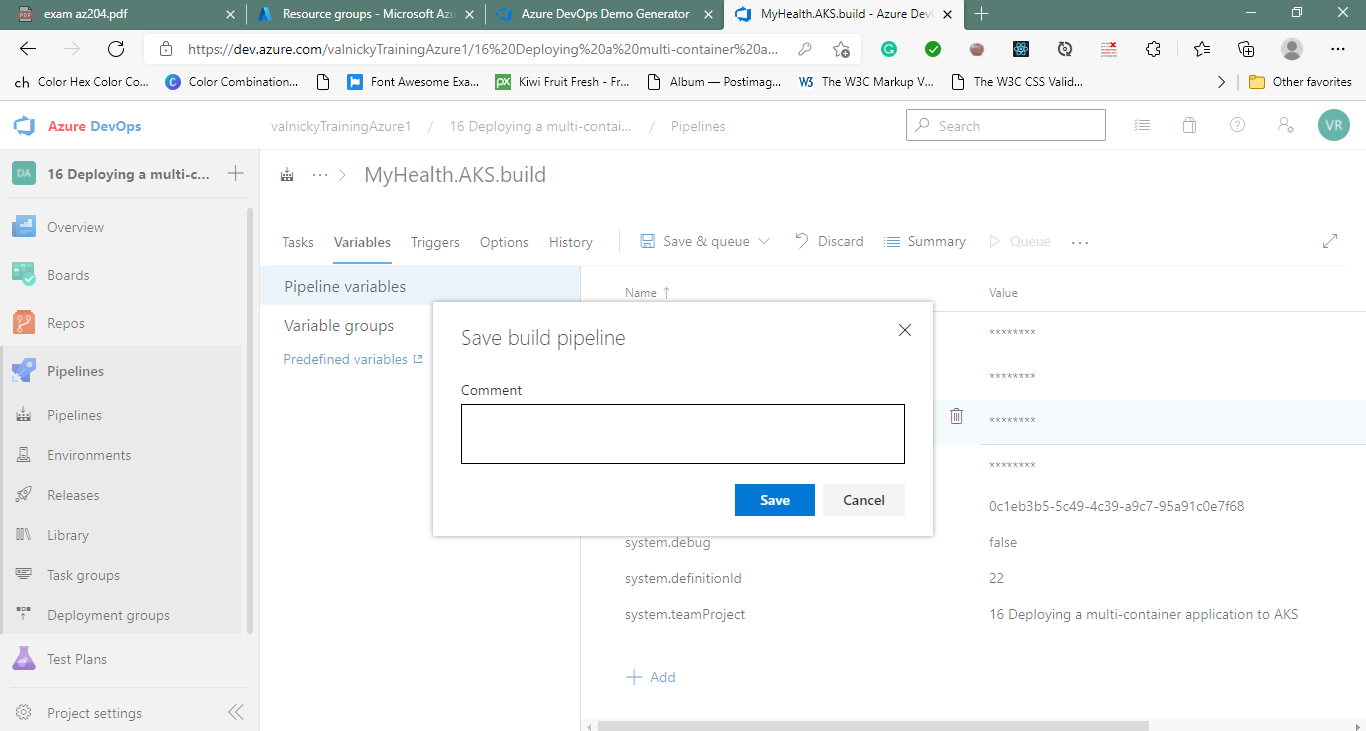 exam az204.pdf
Resource groups - Microsoft Azu
Azure DevOps Demo Generator
MyHealth.AKS.build - Azure Dev
https://dev.azure.com/valnickyTrainingAzure1/16%20Deploying%20a%20multi-container%20a...
Color Hex Color Co...
Color Combination...
Font Awesome Exa...
Kiwi Fruit Fresh - Fr...
Album — Postimag...
The W3C Markup V...
The W3C CSS Valid...
Other favorites
Azure DevOps
valnickyTrainingAzure1 / 16 Deploying a multi-contai... / Pipelines
Search
VR
DA
16 Deploying a multi-c...
Overview
Boards
Repos
Pipelines
Pipelines
Environments
Releases
Library
Task groups
Deployment groups
Test Plans
Project settings
... > MyHealth.AKS.build
Tasks
Variables
Triggers
Options
History
Save & queue
Discard
Summary
Queue
...
Pipeline variables
Variable groups
Predefined variables
Name ↑
Value
********
********
********
********
0c1eb3b5-5c49-4c39-a9c7-95a91c0e7f68
system.debug
false
system.definitionId
22
system.teamProject
16 Deploying a multi-container application to AKS
+ Add
Save build pipeline
Comment
Save
Cancel